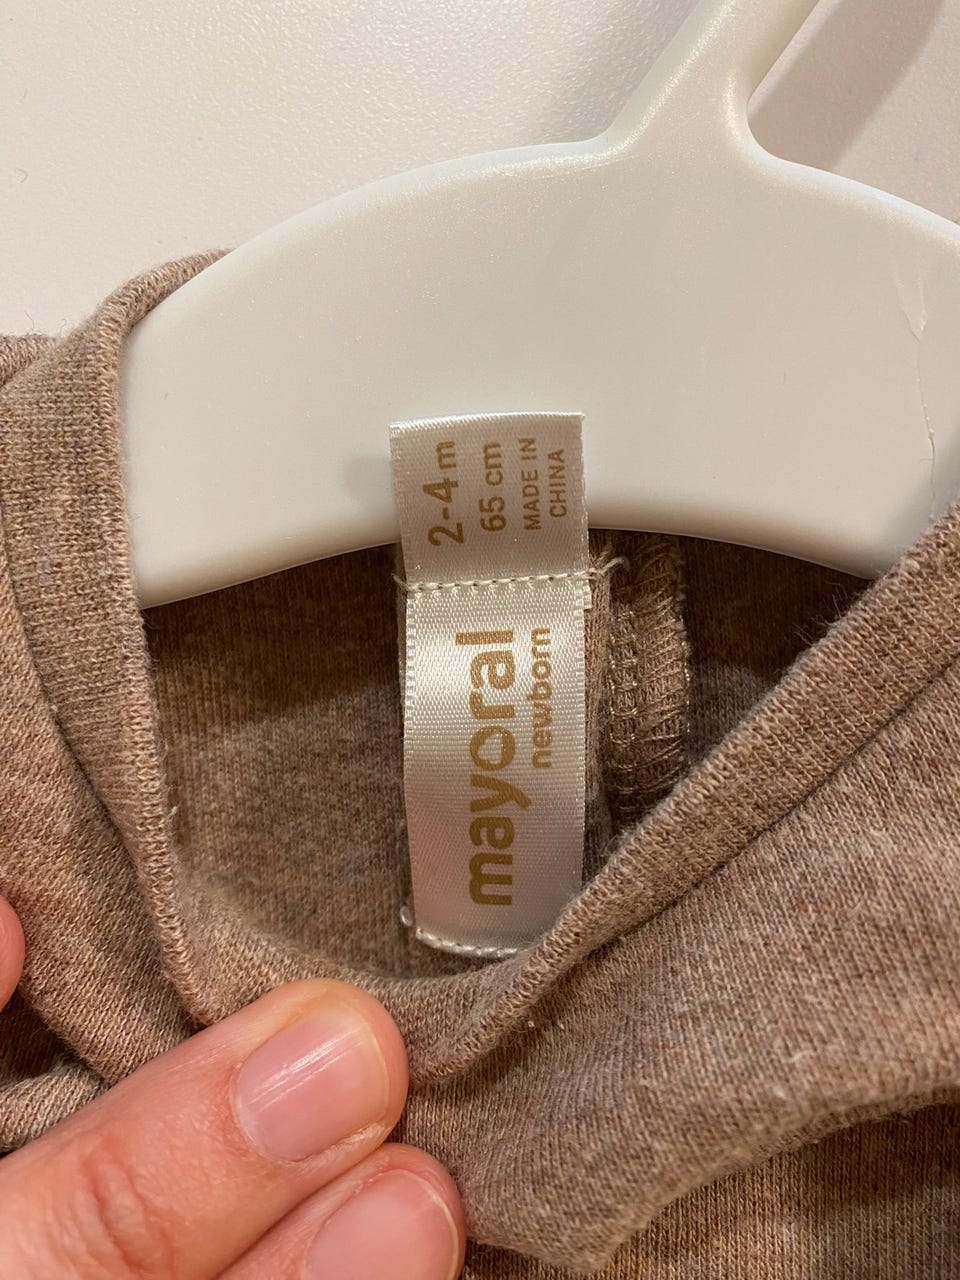 2-4 m
65 cm
MADE IN
CHINA
mayoral
newborn